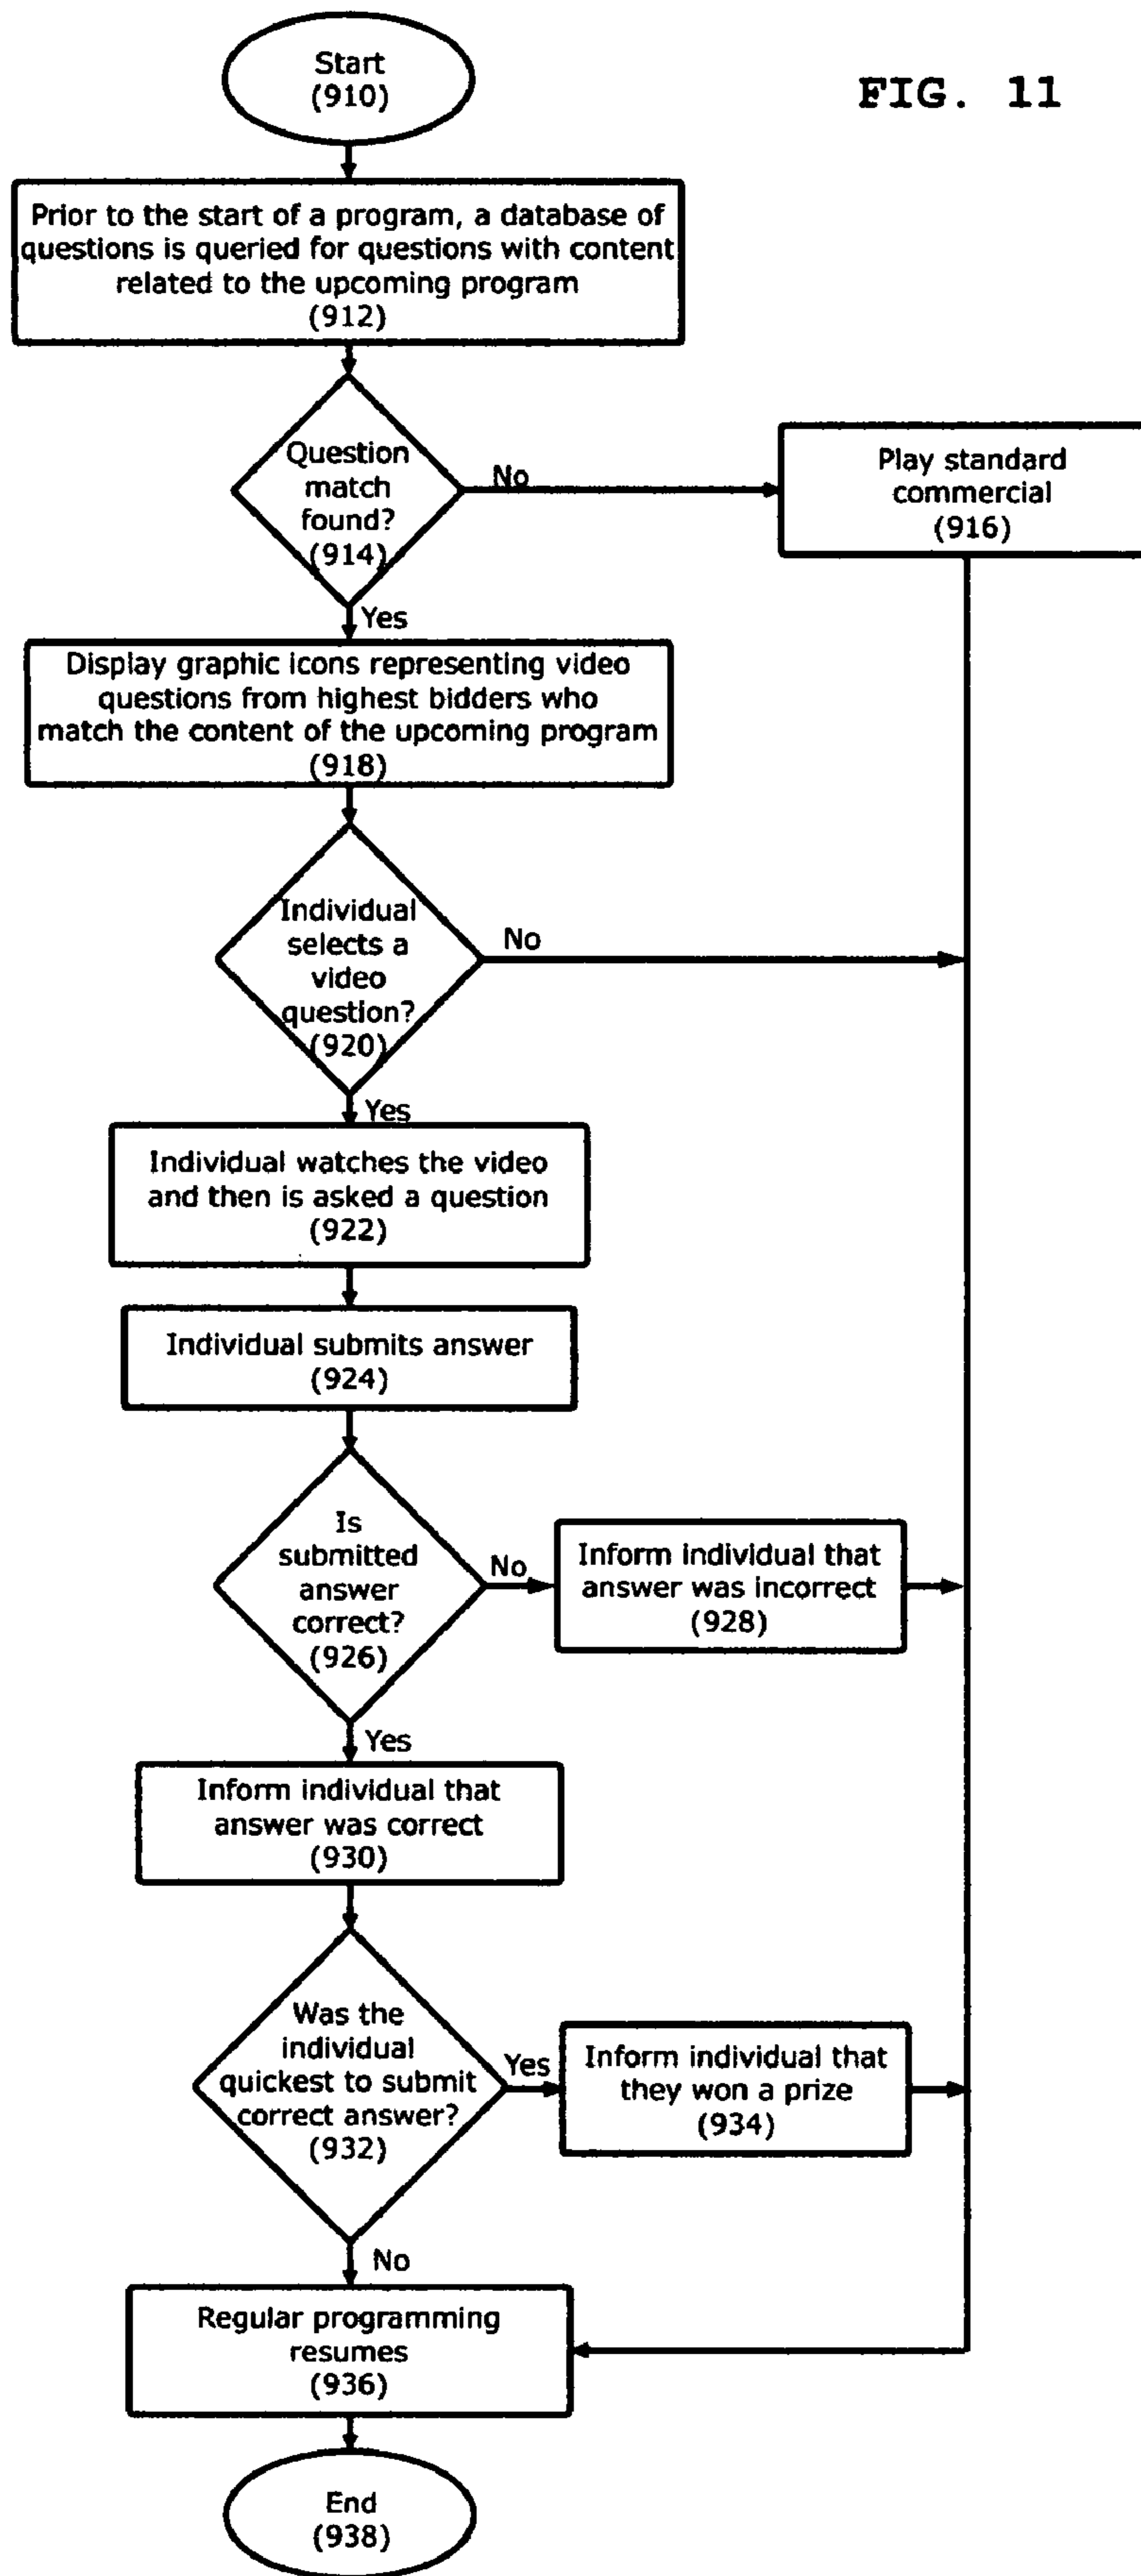 Start
(910)
FIG. 11
Prior to the start of a program, a database of
questions is queried for questions with content
related to the upcoming program
(912)
Question
match
found?
(914)
No
Play standard
commercial
(916)
Yes
Display graphic icons representing video
questions from highest bidders who
match the content of the upcoming program
(918)
Individual
selects a
video
question?
(920)
No
Yes
Individual watches the video
and then is asked a question
(922)
Individual submits answer
(924)
Is
submitted
answer
correct?
(926)
No
Inform individual that
answer was incorrect
(928)
Yes
Inform individual that
answer was correct
(930)
Was the
individual
quickest to submit
correct answer?
(932)
Yes
Inform individual that
they won a prize
(934)
No
Regular programming
resumes
(936)
End
(938)